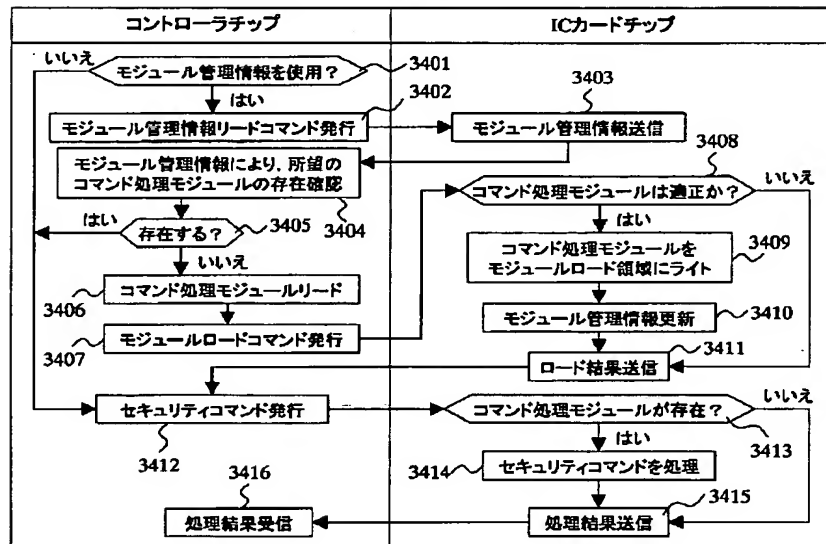 コントローラチップ
ICカードチップ
いいえ
モジュール管理情報を使用？
3401
はい
3402
モジュール管理情報リードコマンド発行
3403
モジュール管理情報送信
モジュール管理情報により、所望の
コマンド処理モジュールの存在確認
3404
3408
コマンド処理モジュールは適正か？
いいえ
はい
存在する？
3405
はい
コマンド処理モジュールを
モジュールロード領域にライト
3409
いいえ
コマンド処理モジュールリード
3406
モジュール管理情報更新
3410
モジュールロードコマンド発行
3407
3411
ロード結果送信
セキュリティコマンド発行
3412
コマンド処理モジュールが存在？
いいえ
3413
はい
3414
セキュリティコマンドを処理
3416
3415
処理結果受信
処理結果送信